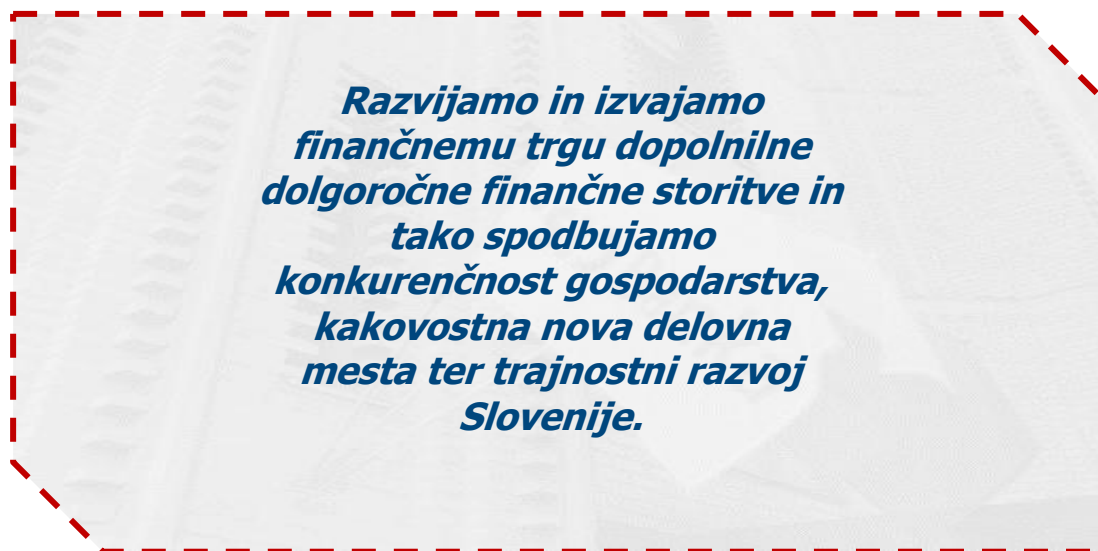 Razvijamo in izvajamo
finančnemu trgu dopolnilne
dolgoročne finančne storitve in
tako spodbujamo
konkurenčnost gospodarstva,
kakovostna nova delovna
mesta ter trajnostni razvoj
Slovenije.